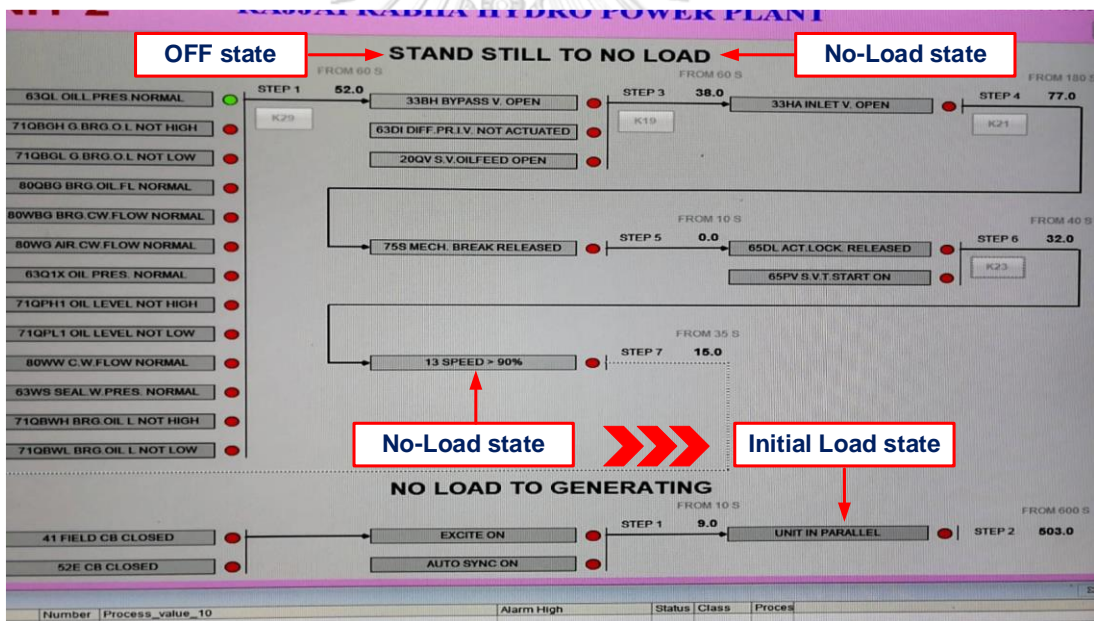 RAJJAPRABHA HYDRO POWER PLANT
OFF state
STAND STILL TO NO LOAD
No-Load state
FROM 60 S
FROM 60 S
FROM 180 S
63QL OILL.PRES.NORMAL
STEP 1 52.0
33BH BYPASS V. OPEN
STEP 3 38.0
33HA INLET V. OPEN
STEP 4 77.0
K29
K19
K21
71QBGH G.BRG.O.L NOT HIGH
63DI DIFF.PR.I.V. NOT ACTUATED
71QBGL G.BRG.O.L NOT LOW
20QV S.V.OILFEED OPEN
80QBG BRG.OIL.FL NORMAL
80WBG BRG.CW.FLOW NORMAL
FROM 10 S
FROM 40 S
80WG AIR.CW.FLOW NORMAL
75S MECH. BREAK RELEASED
STEP 5 0.0
65DL ACT.LOCK. RELEASED
STEP 6 32.0
63Q1X OIL. PRES. NORMAL
65PV S.V.T.START ON
K23
71QPH1 OIL LEVEL NOT HIGH
71QPL1 OIL LEVEL NOT LOW
FROM 35 S
80WW C.W.FLOW NORMAL
13 SPEED > 90%
STEP 7 15.0
63WS SEAL.W.PRES. NORMAL
71QBWH BRG.OIL L NOT HIGH
71QBWL BRG OIL L NOT LOW
No-Load state
Initial Load state
NO LOAD TO GENERATING
FROM 10 S
FROM 600 S
41 FIELD CB CLOSED
EXCITE ON
STEP 1 9.0
UNIT IN PARALLEL
STEP 2 503.0
52E CB CLOSED
AUTO SYNC ON
Number Process_value_10 Alarm High Status Class Proces